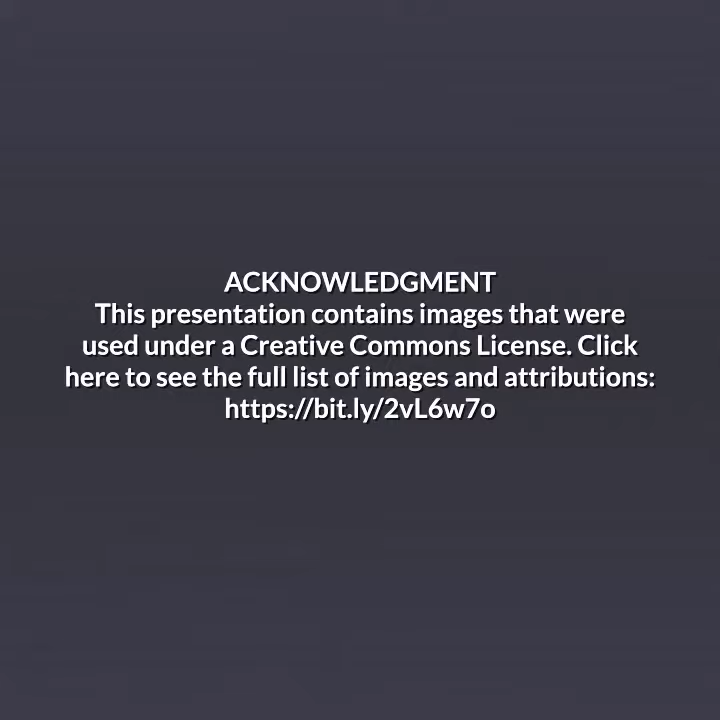 ACKNOWLEDGMENT
This presentation contains images that were
used under a Creative Commons License. Click
here to see the full list of images and attributions:
https://bit.ly/2vL6w7o